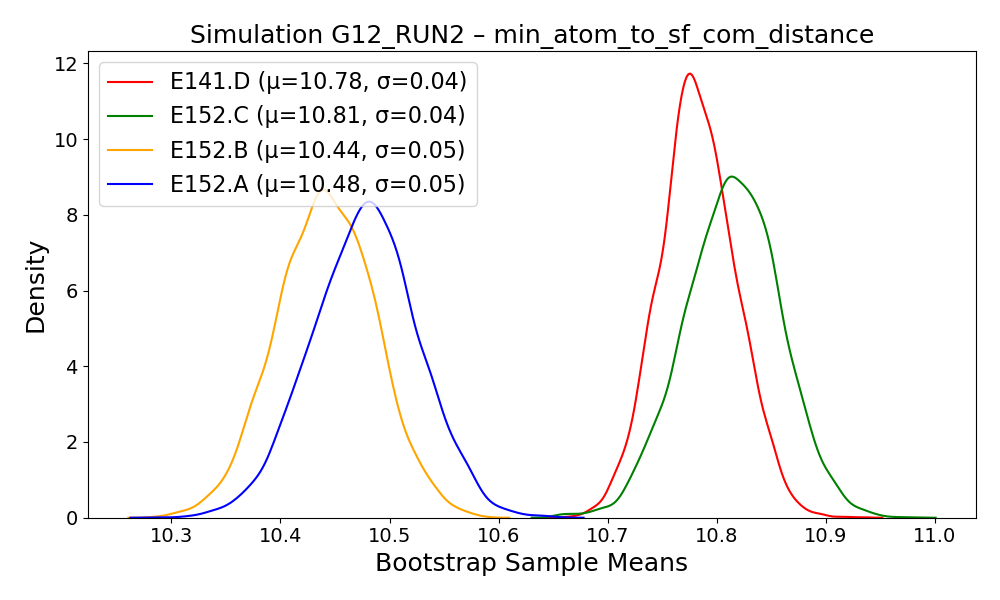 Simulation G12_RUN2 – min_atom_to_sf_com_distance
E141.D (μ=10.78, σ=0.04)
E152.C (μ=10.81, σ=0.04)
E152.B (μ=10.44, σ=0.05)
E152.A (μ=10.48, σ=0.05)
Density
12
10
8
6
4
2
0
10.3 10.4 10.5 10.6 10.7 10.8 10.9 11.0
Bootstrap Sample Means